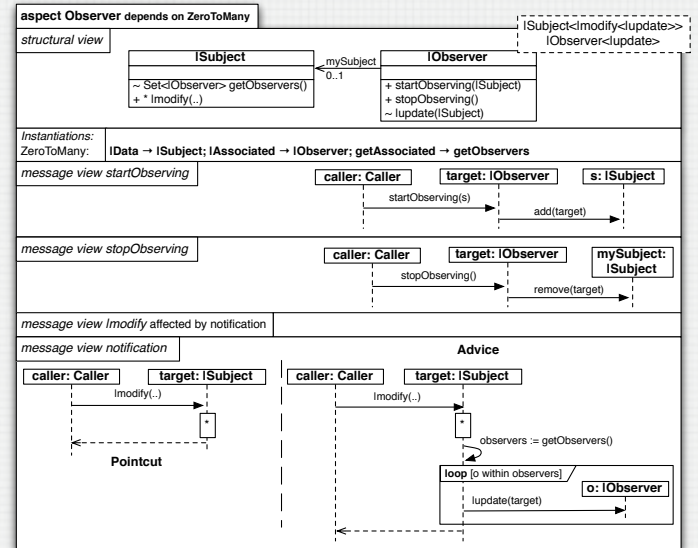 aspect Observer depends on ZeroToMany
structural view
|Subject<|modify<|update>>
|Observer<|update>
|Subject
~ Set<|Observer> getObservers()
+ * |modify(..)
mySubject
0..1
|Observer
+ startObserving(|Subject)
+ stopObserving()
~ |update(|Subject)
Instantiations:
ZeroToMany: |Data → |Subject; |Associated → |Observer; getAssociated → getObservers
message view startObserving
caller: Caller target: |Observer s: |Subject
startObserving(s)
add(target)
message view stopObserving
caller: Caller target: |Observer mySubject:
|Subject
stopObserving()
remove(target)
message view |modify affected by notification
message view notification
Advice
caller: Caller target: |Subject caller: Caller target: |Subject
|modify(..) |modify(..)
* *
observers := getObservers()
Pointcut
loop [o within observers]
o: |Observer
|update(target)